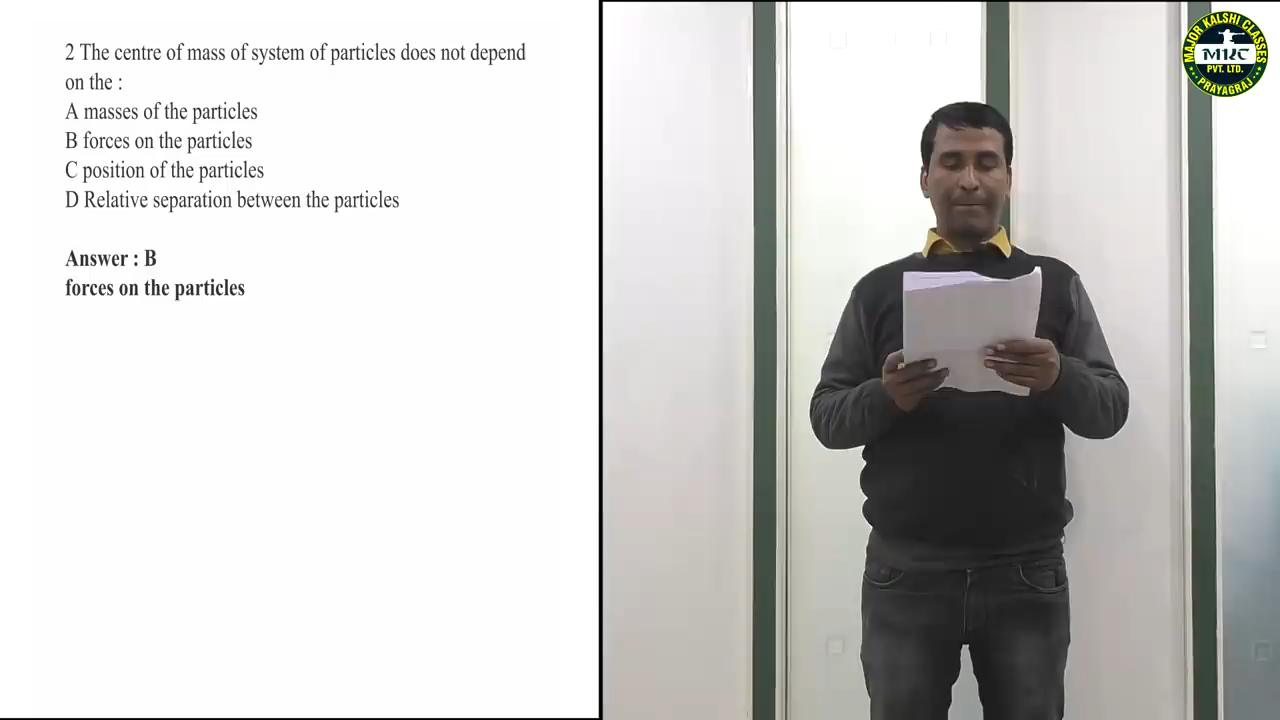 2 The centre of mass of system of particles does not depend
on the :
A masses of the particles
B forces on the particles
C position of the particles
D Relative separation between the particles
Answer : B
forces on the particles
MAJOR KALSHI CLASSES
MKC
PVT. LTD.
PRAYAGRAJ